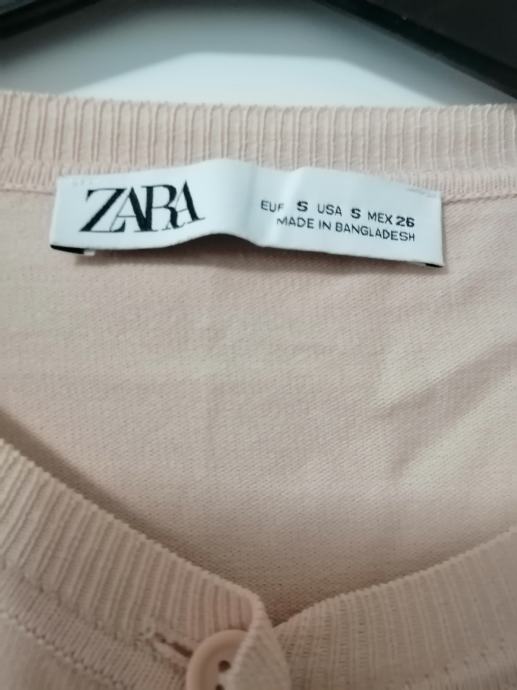 ZARA
EUR S USA S MEX 26
MADE IN BANGLADESH